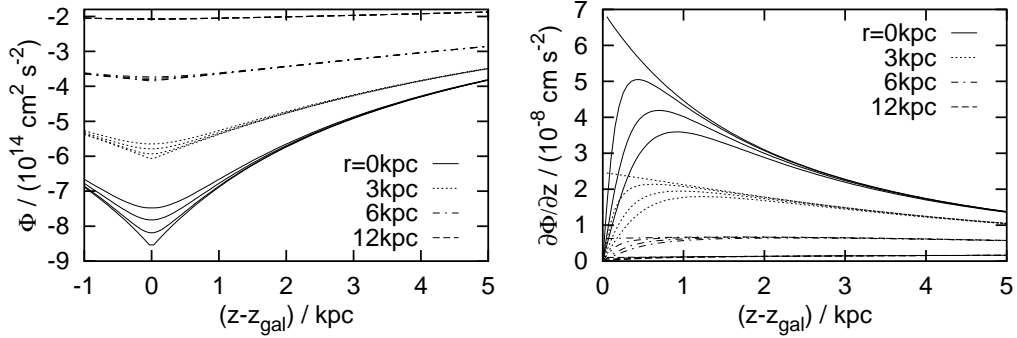 Φ / (10^14 cm^2 s^-2)
-2
-3
-4
-5
-6
-7
-8
-9
r=0kpc
3kpc
6kpc
12kpc
-1 0 1 2 3 4 5
(z-z_gal) / kpc
∂Φ/∂z / (10^-8 cm s^-2)
7
6
5
4
3
2
1
0
r=0kpc
3kpc
6kpc
12kpc
0 1 2 3 4 5
(z-z_gal) / kpc